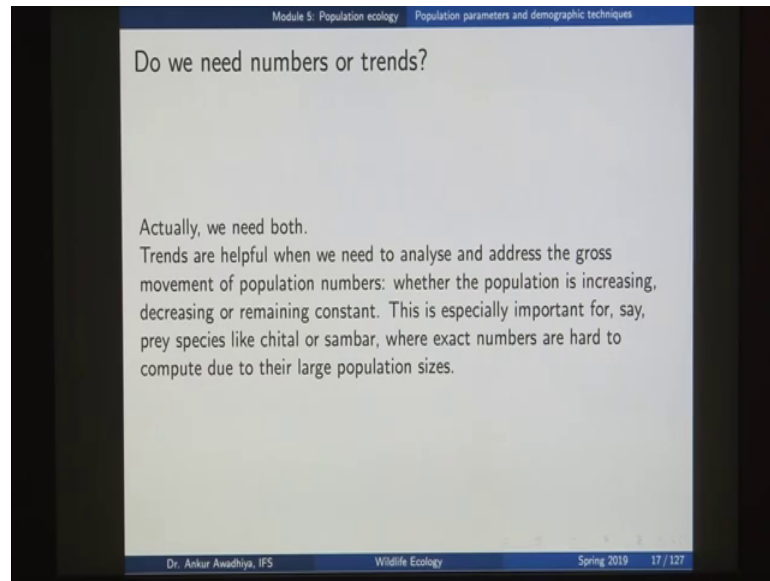 Module 5: Population ecology Population parameters and demographic techniques
Do we need numbers or trends?
Actually, we need both.
Trends are helpful when we need to analyse and address the gross
movement of population numbers: whether the population is increasing,
decreasing or remaining constant. This is especially important for, say,
prey species like chital or sambar, where exact numbers are hard to
compute due to their large population sizes.
Dr. Ankur Awadhiya, IFS Wildlife Ecology Spring 2019 17/127